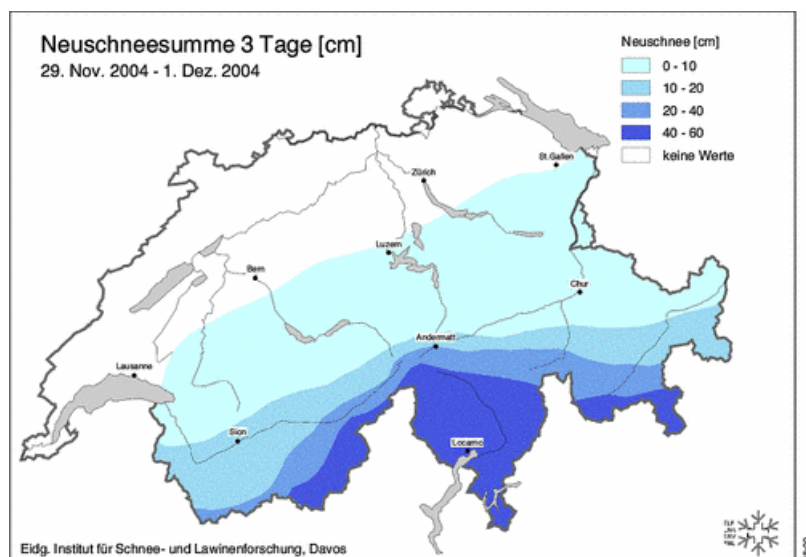 Neuschneesumme 3 Tage [cm]
29. Nov. 2004 - 1. Dez. 2004
Neuschnee [cm]
0 - 10
10 - 20
20 - 40
40 - 60
keine Werte
St.Gallen
Zürich
Luzern
Bern
Chur
Andermatt
Lausanne
Sion
Locarno
Eidg. Institut für Schnee- und Lawinenforschung, Davos